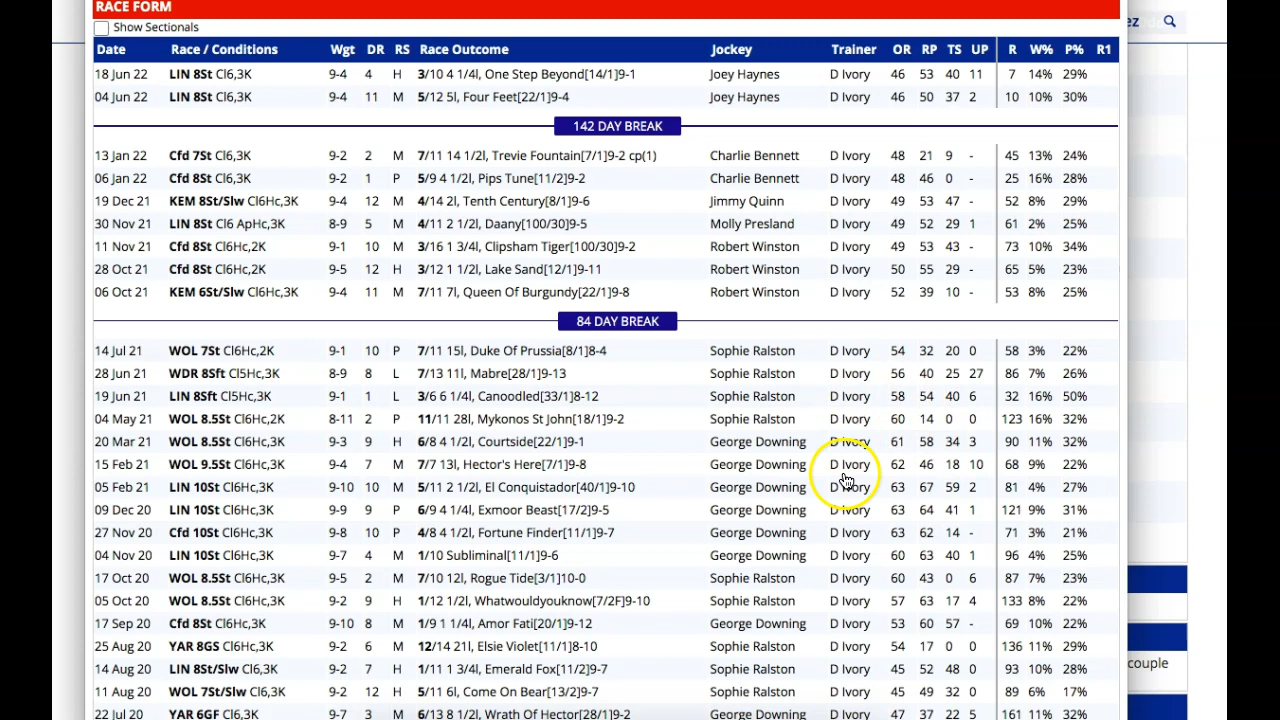 RACE FORM
ez
Show Sectionals
Date Race / Conditions Wgt DR RS Race Outcome Jockey Trainer OR RP TS UP R W% P% R1
18 Jun 22 LIN 8St Cl6,3K 9-4 4 H 3/10 4 1/4l, One Step Beyond[14/1]9-1 Joey Haynes D Ivory 46 53 40 11 7 14% 29%
04 Jun 22 LIN 8St Cl6,3K 9-4 11 M 5/12 5l, Four Feet[22/1]9-4 Joey Haynes D Ivory 46 50 37 2 10 10% 30%
142 DAY BREAK
13 Jan 22 Cfd 7St Cl6,3K 9-2 2 M 7/11 14 1/2l, Trevie Fountain[7/1]9-2 cp(1) Charlie Bennett D Ivory 48 21 9 - 45 13% 24%
06 Jan 22 Cfd 8St Cl6,3K 9-2 1 P 5/9 4 1/2l, Pips Tune[11/2]9-2 Charlie Bennett D Ivory 48 46 0 - 25 16% 28%
19 Dec 21 KEM 8St/Slw Cl6Hc,3K 9-4 12 M 4/14 2l, Tenth Century[8/1]9-6 Jimmy Quinn D Ivory 49 53 47 - 52 8% 29%
30 Nov 21 LIN 8St Cl6 ApHc,3K 8-9 5 M 4/11 2 1/2l, Daany[100/30]9-5 Molly Presland D Ivory 49 52 29 1 61 2% 25%
11 Nov 21 Cfd 8St Cl6Hc,2K 9-1 10 M 3/16 1 3/4l, Clipsham Tiger[100/30]9-2 Robert Winston D Ivory 49 53 43 - 73 10% 34%
28 Oct 21 Cfd 8St Cl6Hc,2K 9-5 12 H 3/12 1 1/2l, Lake Sand[12/1]9-11 Robert Winston D Ivory 50 55 29 - 65 5% 23%
06 Oct 21 KEM 6St/Slw Cl6Hc,3K 9-4 11 M 7/11 7l, Queen Of Burgundy[22/1]9-8 Robert Winston D Ivory 52 39 10 - 53 8% 25%
84 DAY BREAK
14 Jul 21 WOL 7St Cl6Hc,2K 9-1 10 P 7/11 15l, Duke Of Prussia[8/1]8-4 Sophie Ralston D Ivory 54 32 20 0 58 3% 22%
28 Jun 21 WDR 8Sft Cl5Hc,3K 8-9 8 L 7/13 11l, Mabre[28/1]9-13 Sophie Ralston D Ivory 56 40 25 27 86 7% 26%
19 Jun 21 LIN 8Sft Cl5Hc,3K 9-1 1 L 3/6 6 1/4l, Canoodled[33/1]8-12 Sophie Ralston D Ivory 58 54 40 6 32 16% 50%
04 May 21 WOL 8.5St Cl6Hc,2K 8-11 2 P 11/11 28l, Mykonos St John[18/1]9-2 Sophie Ralston D Ivory 60 14 0 0 123 16% 32%
20 Mar 21 WOL 8.5St Cl6Hc,2K 9-3 9 H 6/8 4 1/2l, Courtside[22/1]9-1 George Downing D Ivory 61 58 34 3 90 11% 32%
15 Feb 21 WOL 9.5St Cl6Hc,3K 9-4 7 M 7/7 13l, Hector's Here[7/1]9-8 George Downing D Ivory 62 46 18 10 68 9% 22%
05 Feb 21 LIN 10St Cl6Hc,3K 9-10 10 M 5/11 2 1/2l, El Conquistador[40/1]9-10 George Downing D Ivory 63 67 59 2 81 4% 27%
09 Dec 20 LIN 10St Cl6Hc,3K 9-9 9 P 6/9 4 1/4l, Exmoor Beast[17/2]9-5 George Downing D Ivory 63 64 41 1 121 9% 31%
27 Nov 20 Cfd 10St Cl6Hc,3K 9-8 10 P 4/8 4 1/2l, Fortune Finder[11/1]9-7 George Downing D Ivory 63 62 14 - 71 3% 21%
04 Nov 20 LIN 10St Cl6Hc,3K 9-7 4 M 1/10 Subliminal[11/1]9-6 George Downing D Ivory 60 63 40 1 96 4% 25%
17 Oct 20 WOL 8.5St Cl6Hc,3K 9-5 2 M 7/10 12l, Rogue Tide[3/1]10-0 Sophie Ralston D Ivory 60 43 0 6 87 7% 23%
05 Oct 20 WOL 8.5St Cl6Hc,3K 9-2 9 H 1/12 1/2l, Whatwouldyouknow[7/2F]9-10 Sophie Ralston D Ivory 57 63 17 4 133 8% 22%
17 Sep 20 Cfd 8St Cl6Hc,3K 9-10 8 M 1/9 1 1/4l, Amor Fati[20/1]9-12 Sophie Ralston D Ivory 53 60 57 - 69 10% 22%
25 Aug 20 YAR 8GS Cl6Hc,3K 9-2 6 M 12/14 21l, Elsie Violet[11/1]8-10 Sophie Ralston D Ivory 54 17 0 0 136 11% 29%
14 Aug 20 LIN 8St/Slw Cl6,3K 9-2 7 H 1/11 1 3/4l, Emerald Fox[11/2]9-7 Sophie Ralston D Ivory 45 52 48 0 93 10% 28%
couple
11 Aug 20 WOL 7St/Slw Cl6Hc,3K 9-2 12 H 5/11 6l, Come On Bear[13/2]9-7 Sophie Ralston D Ivory 45 49 32 0 89 6% 17%
22 Jul 20 YAR 6GF Cl6Hc,3K 9-7 3 M 6/13 8 1/2l, Wrath Of Hector[28/1]9-2 Sophie Ralston D Ivory 47 37 22 5 161 11% 32%